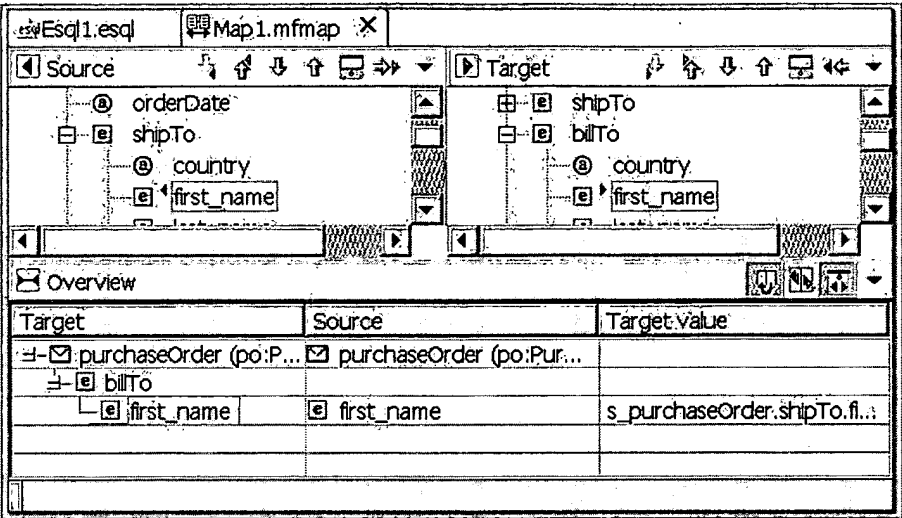 Esql1.esql Map1.mfmap
Source Target
orderDate shipTo
shipTo billTo
country country
first_name first_name
Overview
Target Source Target value
purchaseOrder (po:P... purchaseOrder (po:Pur...
billTo
first_name first_name s_purchaseOrder.shipTo.fi...